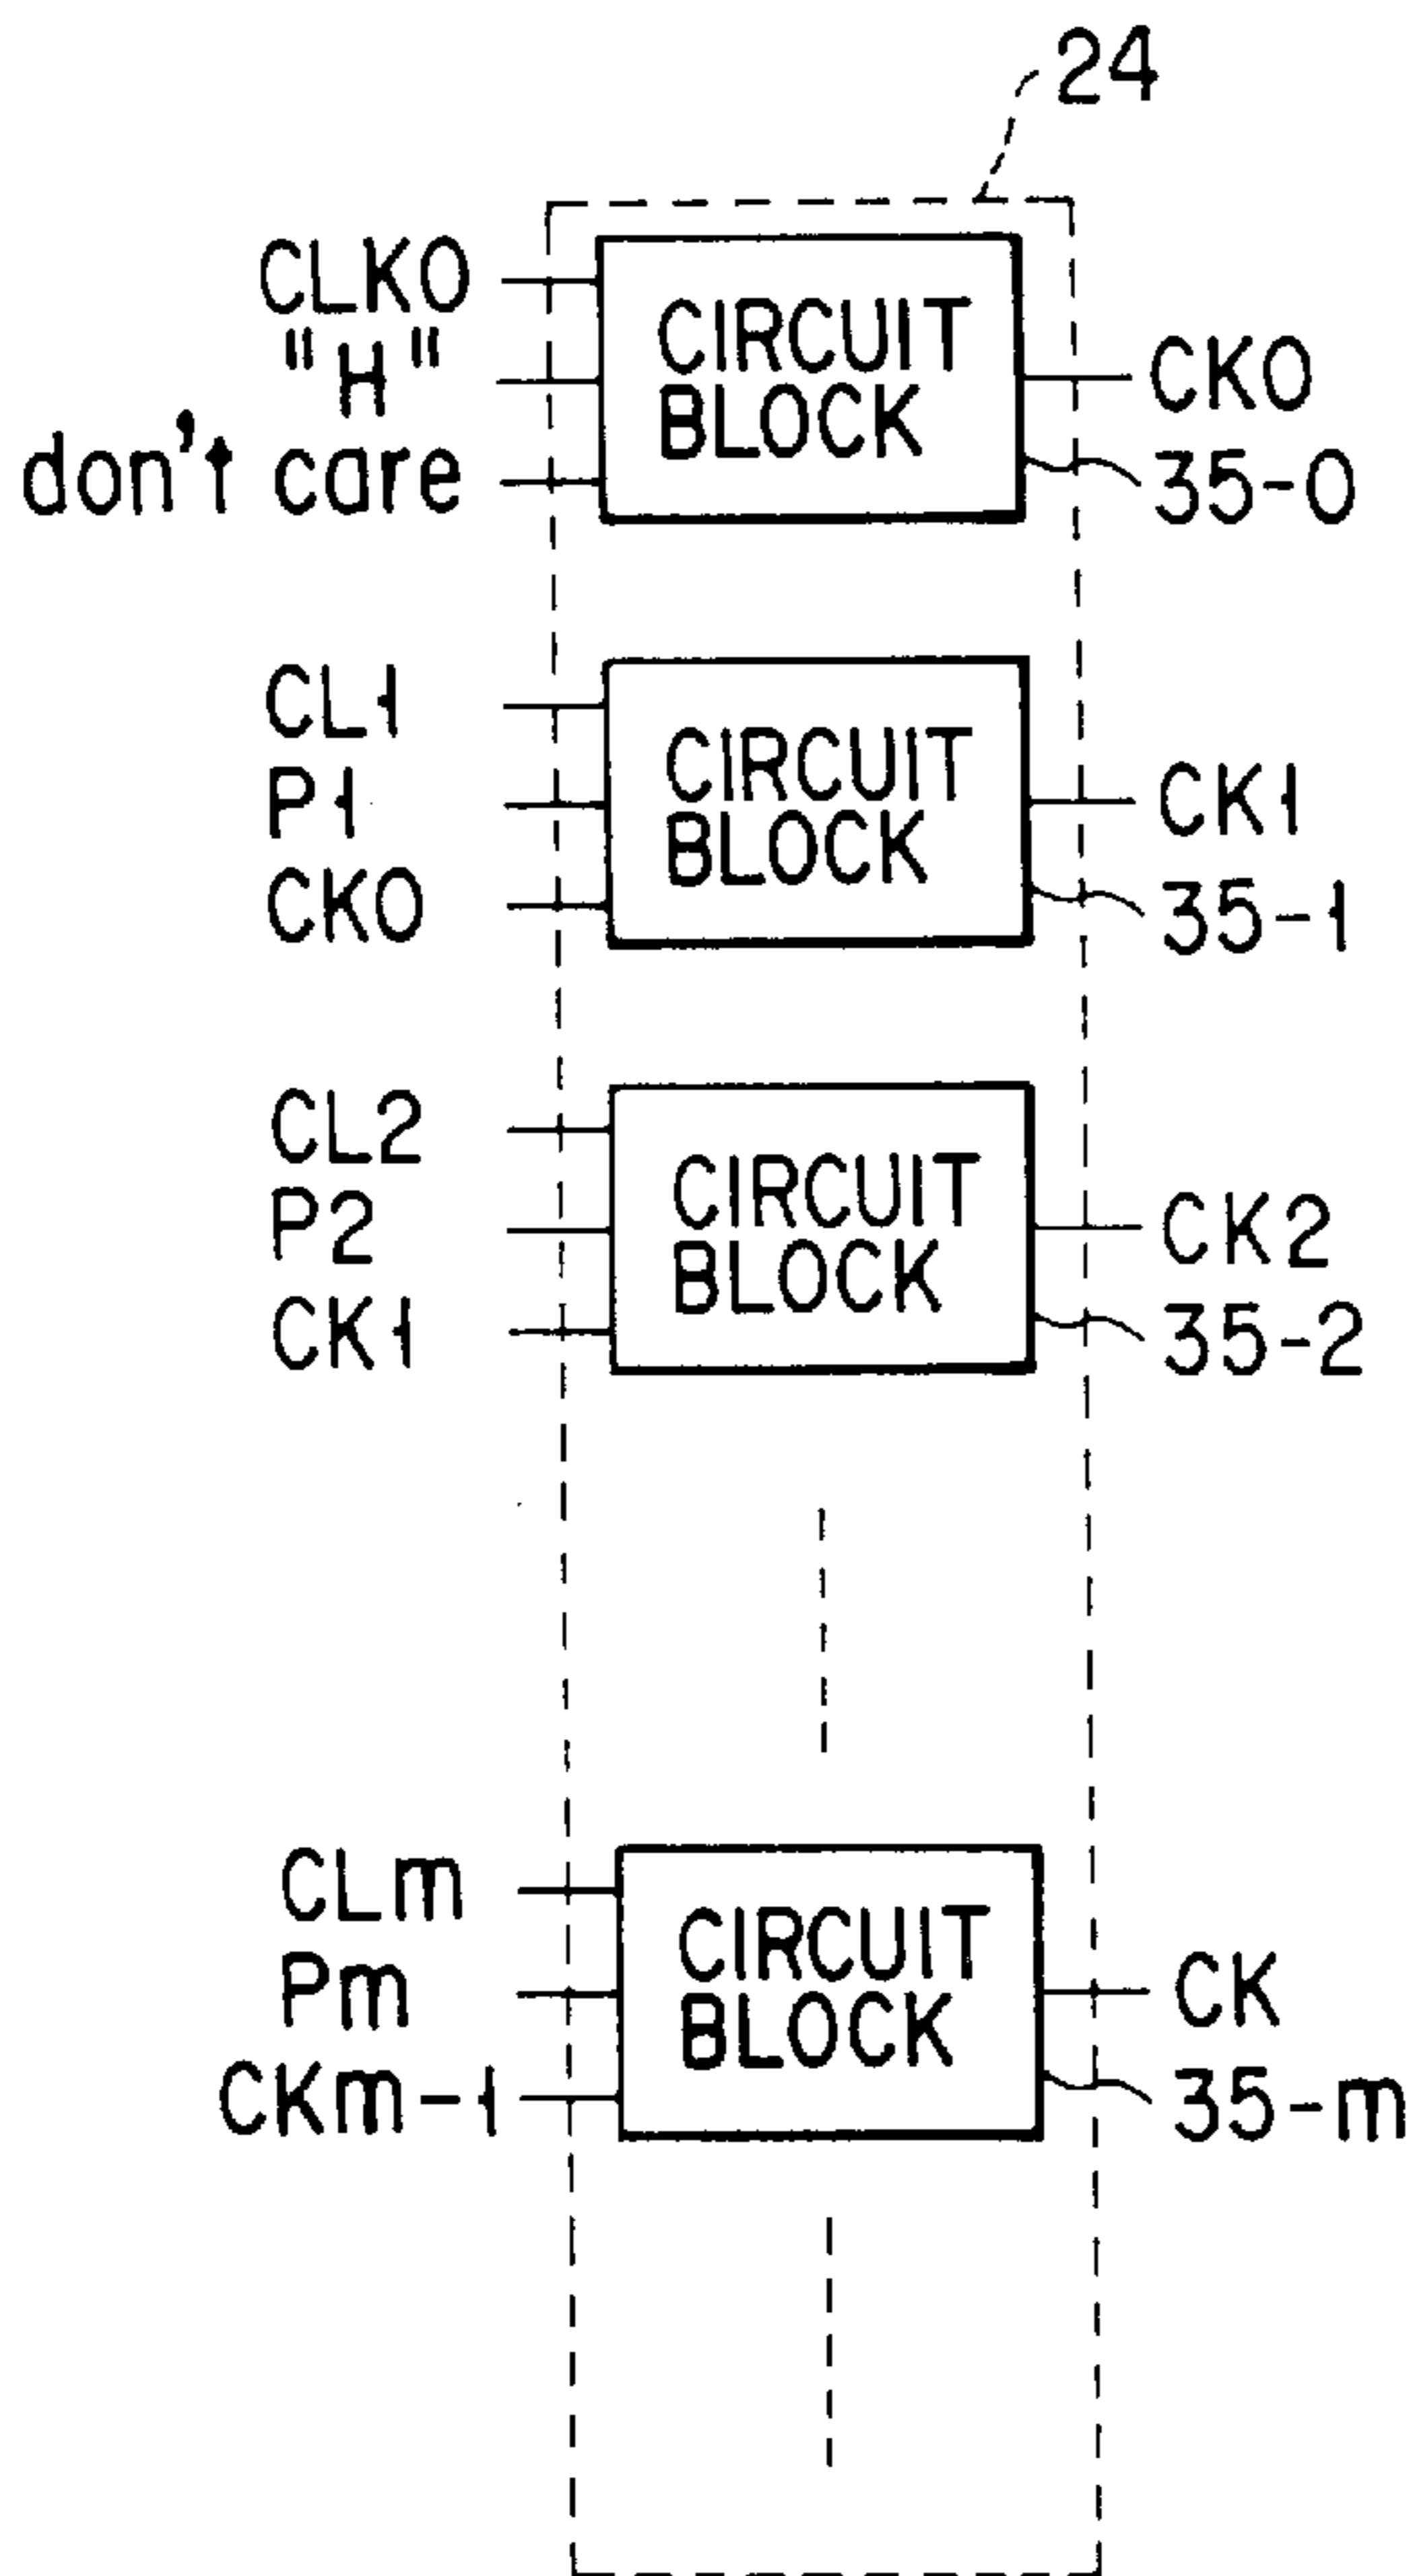 24
CLK0
"H"
don't care
CIRCUIT
BLOCK
CK0
35-0
CL1
P1
CK0
CIRCUIT
BLOCK
CK1
35-1
CL2
P2
CK1
CIRCUIT
BLOCK
CK2
35-2
CLm
Pm
CKm-1
CIRCUIT
BLOCK
CK
35-m